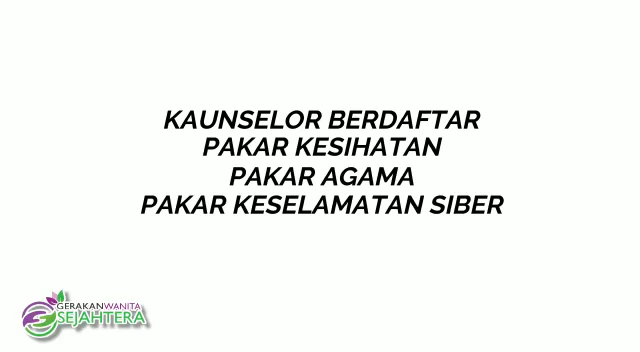 KAUNSELOR BERDAFTAR
PAKAR KESIHATAN
PAKAR AGAMA
PAKAR KESELAMATAN SIBER
GERAKANWANITA
SEJAHTERA